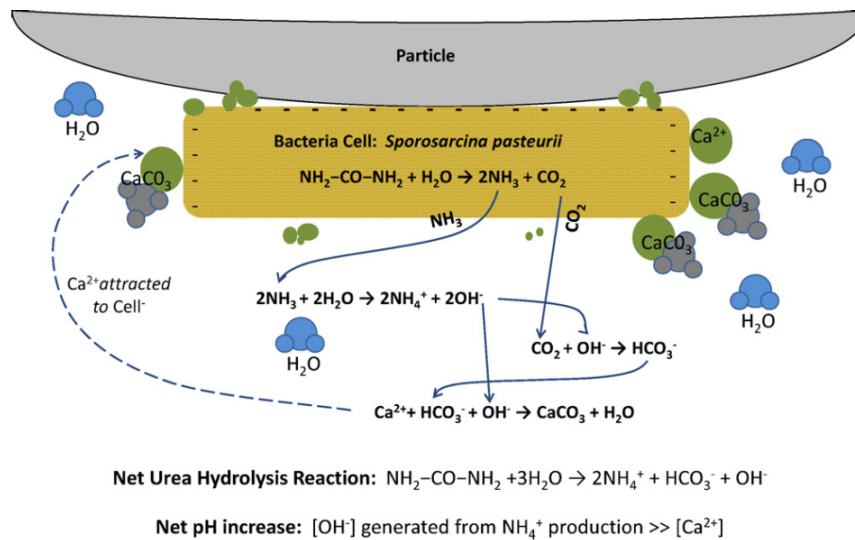 Particle
H₂O
Bacteria Cell: Sporosarcina pasteurii
Ca²⁺
NH₂–CO–NH₂ + H₂O → 2NH₃ + CO₂
H₂O
CaC0₃
CaC0₃
NH₃
CO₂
CaC0₃
Ca²⁺attracted
to Cell⁻
2NH₃ + 2H₂O → 2NH₄⁺ + 2OH⁻
H₂O
H₂O
CO₂ + OH⁻ → HCO₃⁻
Ca²⁺+ HCO₃⁻ + OH⁻ → CaCO₃ + H₂O
Net Urea Hydrolysis Reaction: NH₂–CO–NH₂ +3H₂O → 2NH₄⁺ + HCO₃⁻ + OH⁻
Net pH increase: [OH⁻] generated from NH₄⁺ production >> [Ca²⁺]